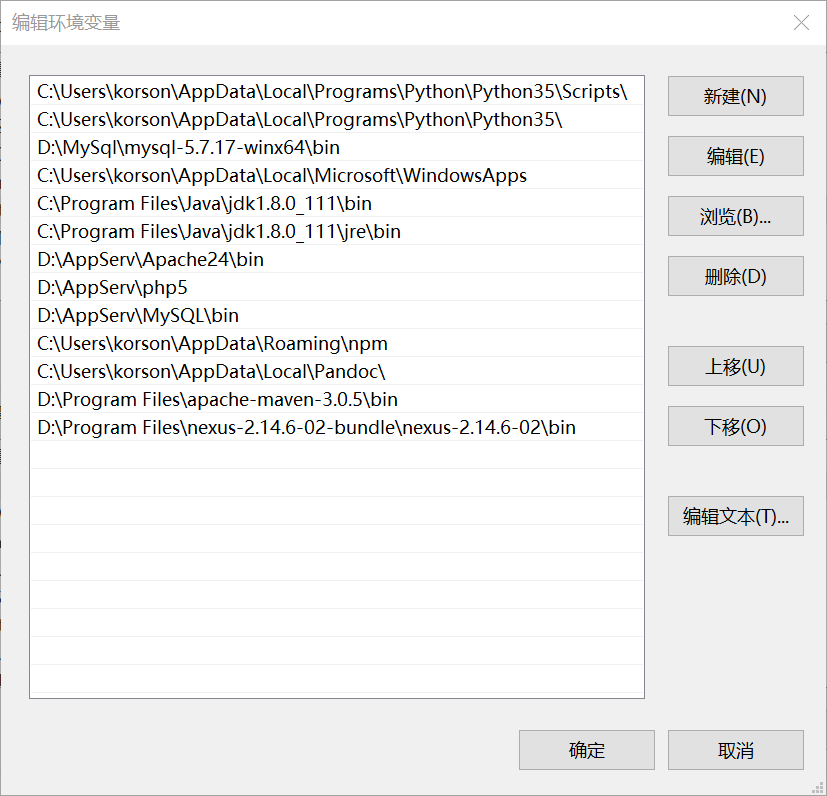 编辑环境变量
C:\Users\korson\AppData\Local\Programs\Python\Python35\Scripts\
C:\Users\korson\AppData\Local\Programs\Python\Python35\
D:\MySql\mysql-5.7.17-winx64\bin
C:\Users\korson\AppData\Local\Microsoft\WindowsApps
C:\Program Files\Java\jdk1.8.0_111\bin
C:\Program Files\Java\jdk1.8.0_111\jre\bin
D:\AppServ\Apache24\bin
D:\AppServ\php5
D:\AppServ\MySQL\bin
C:\Users\korson\AppData\Roaming\npm
C:\Users\korson\AppData\Local\Pandoc\
D:\Program Files\apache-maven-3.0.5\bin
D:\Program Files\nexus-2.14.6-02-bundle\nexus-2.14.6-02\bin
新建(N)
编辑(E)
浏览(B)...
删除(D)
上移(U)
下移(O)
编辑文本(T)...
确定
取消